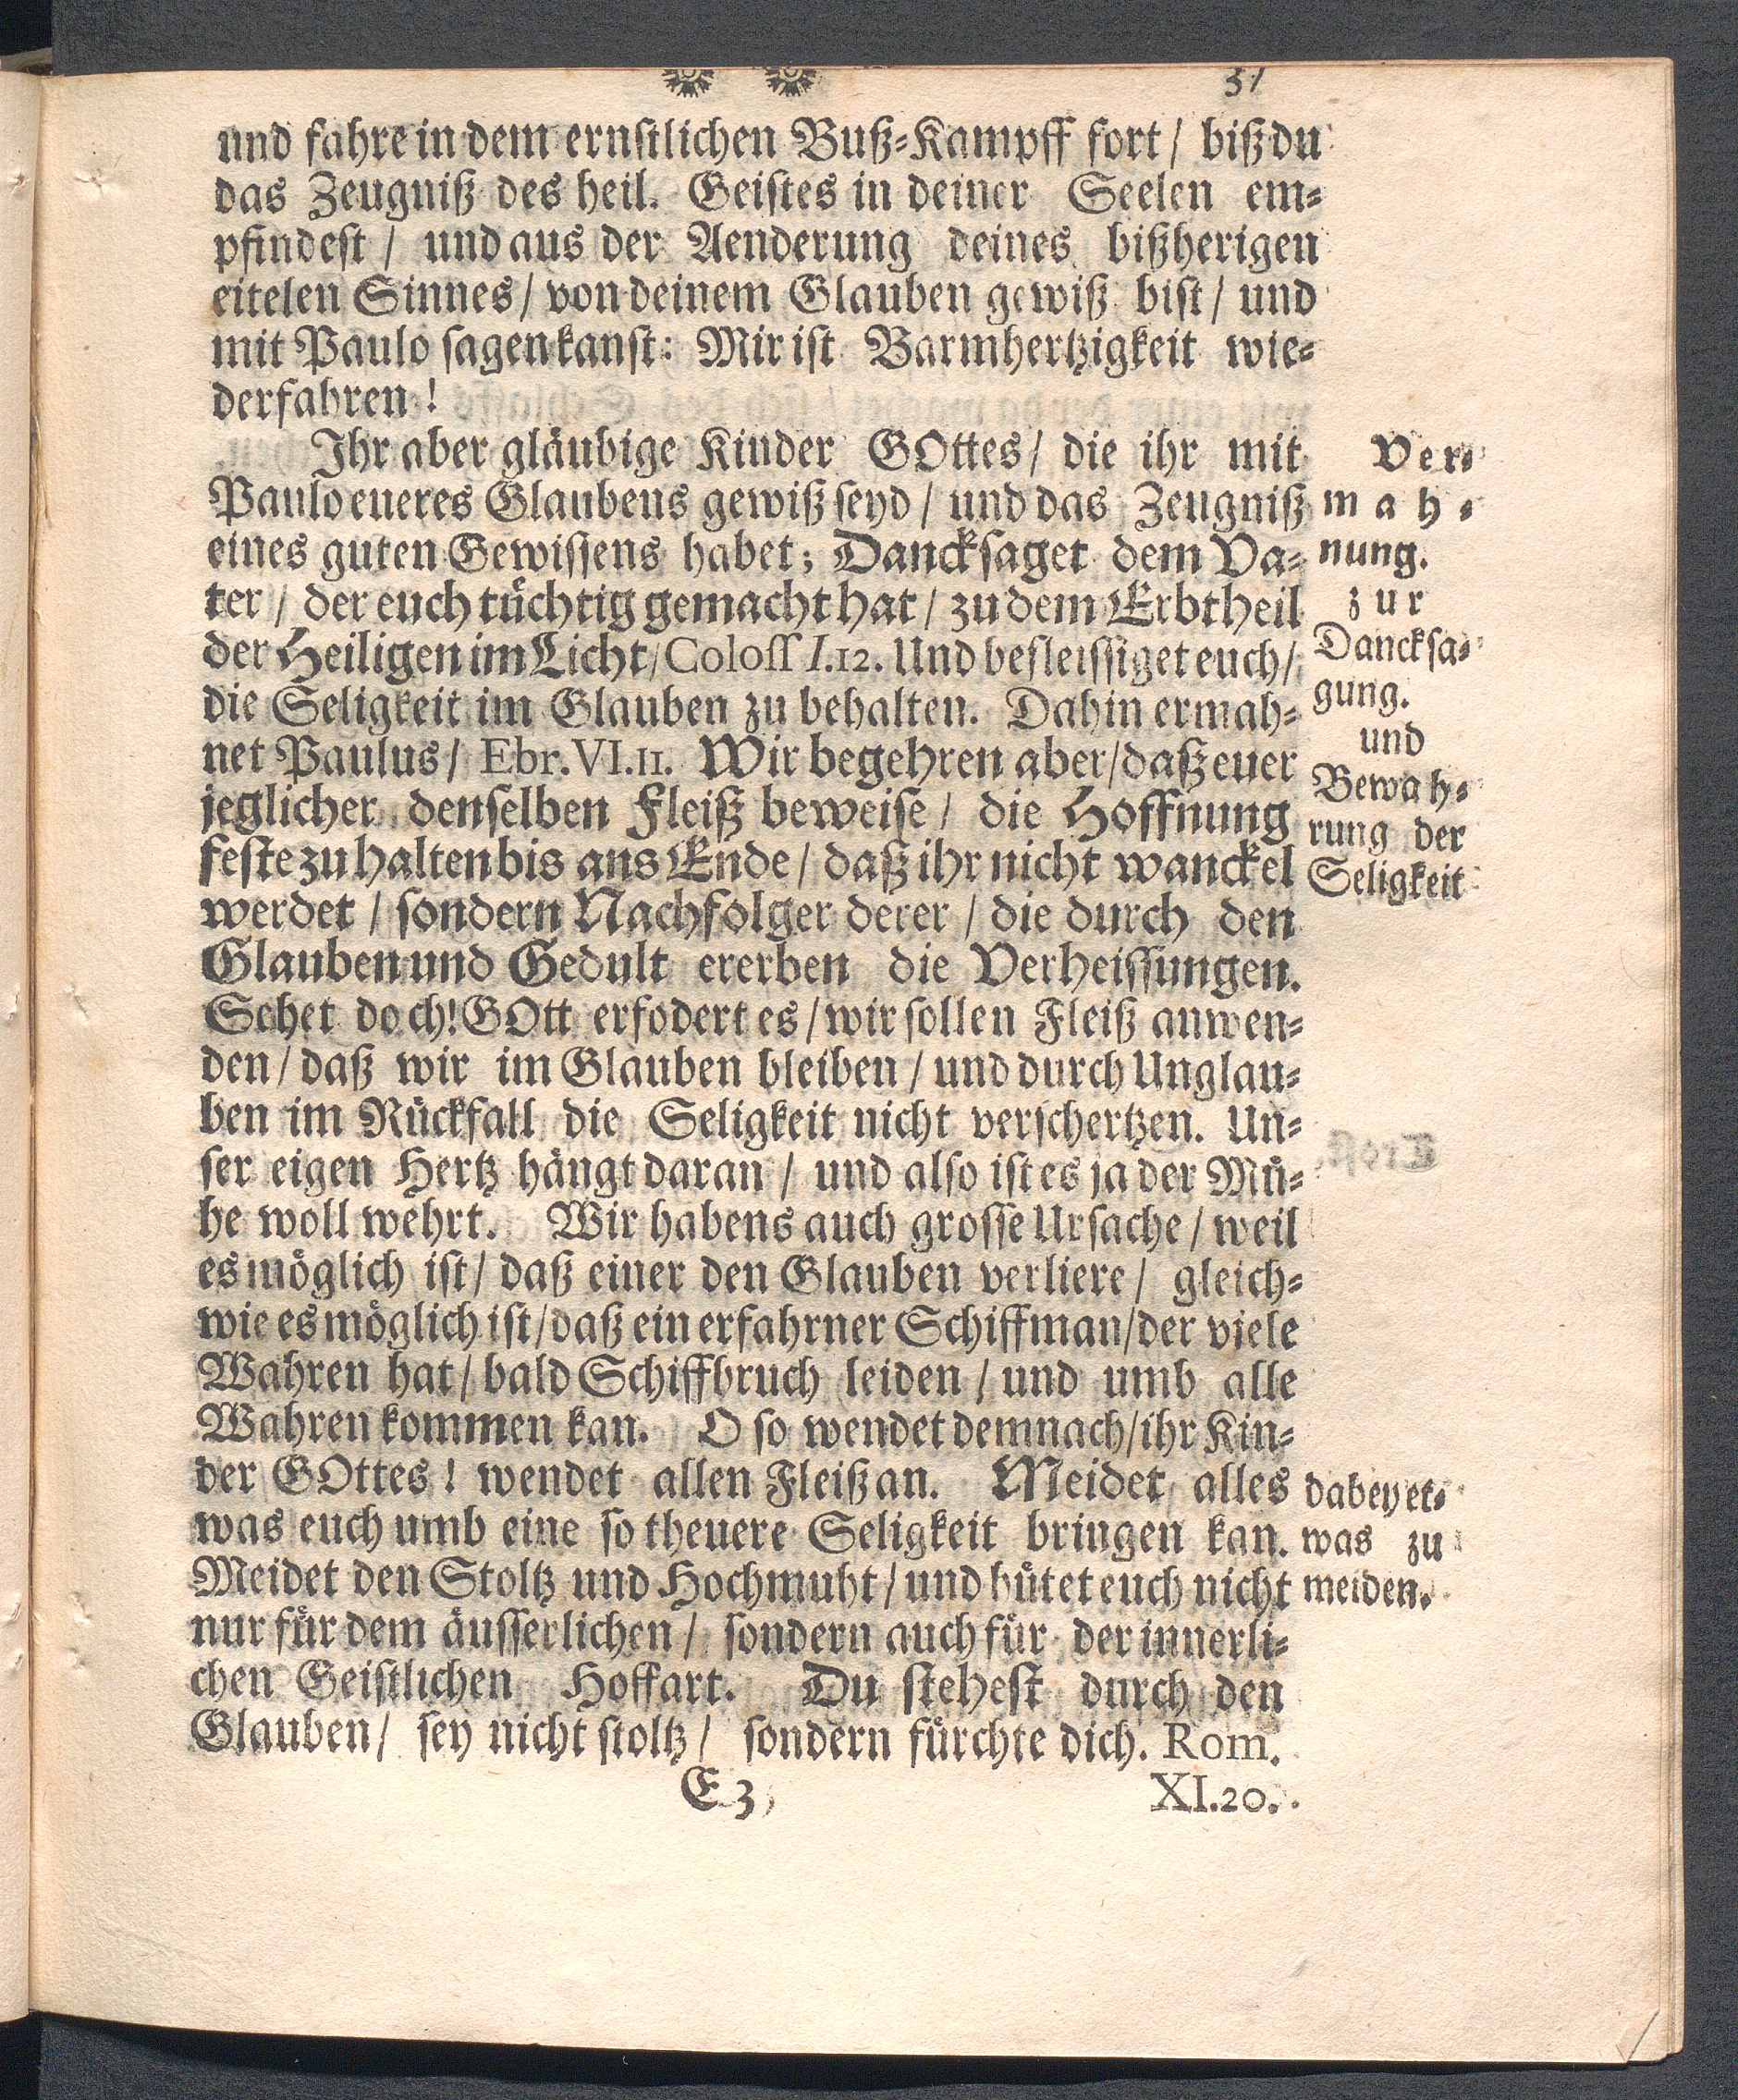 31
und fahre in dem ernstlichen Buß-Kampff fort / biß du
das Zeugniß des heil. Geistes in deiner Seelen em-
pfindest / und aus der Aenderung deines bißherigen
eitelen Sinnes / von deinem Glauben gewiß bist / und
mit Paulo sagen kanst: Mir ist Barmhertzigkeit wie-
derfahren!
Ihr aber gläubige Kinder GOttes / die ihr mit
Paulo eueres Glaubens gewiß seyd / und das Zeugniß
eines guten Gewissens habet; Dancksaget dem Va-
ter / der euch tüchtig gemacht hat / zu dem Erbtheil
der Heiligen im Licht / Coloss I.12. Und befleissiget euch /
die Seligkeit im Glauben zu behalten. Dahin ermah-
net Paulus / Ebr. VI.11. Wir begehren aber / daß euer
jeglicher denselben Fleiß beweise / die Hoffnung
feste zu halten bis ans Ende / daß ihr nicht wanckel
werdet / sondern Nachfolger derer / die durch den
Glauben und Gedult ererben die Verheissungen.
Sehet doch! GOtt erfodert es / wir sollen Fleiß anwen-
den / daß wir im Glauben bleiben / und durch Unglau-
ben im Rückfall die Seligkeit nicht verschertzen. Un-
ser eigen Hertz hängt daran / und also ist es ja der Mü-
he woll wehrt. Wir habens auch grosse Ursache / weil
es möglich ist / daß einer den Glauben verliere / gleich-
wie es möglich ist / daß ein erfahrner Schiffman / der viele
Wahren hat / bald Schiffbruch leiden / und umb alle
Wahren kommen kan. O so wendet demnach / ihr Kin-
der GOttes! wendet allen Fleiß an. Meidet alles
was euch umb eine so theuere Seligkeit bringen kan.
Meidet den Stoltz und Hochmuht / und hütet euch nicht
nur für dem äusserlichen / sondern auch für der innerli-
chen Geistlichen Hoffart. Du stehest durch den
Glauben / sey nicht stoltz / sondern fürchte dich. Rom.
E 3
XI.20.
Ver-
mah-
nung.
zur
Dancksa-
gung.
und
Bewah-
rung der
Seligkeit
dabey et-
was zu
meiden.